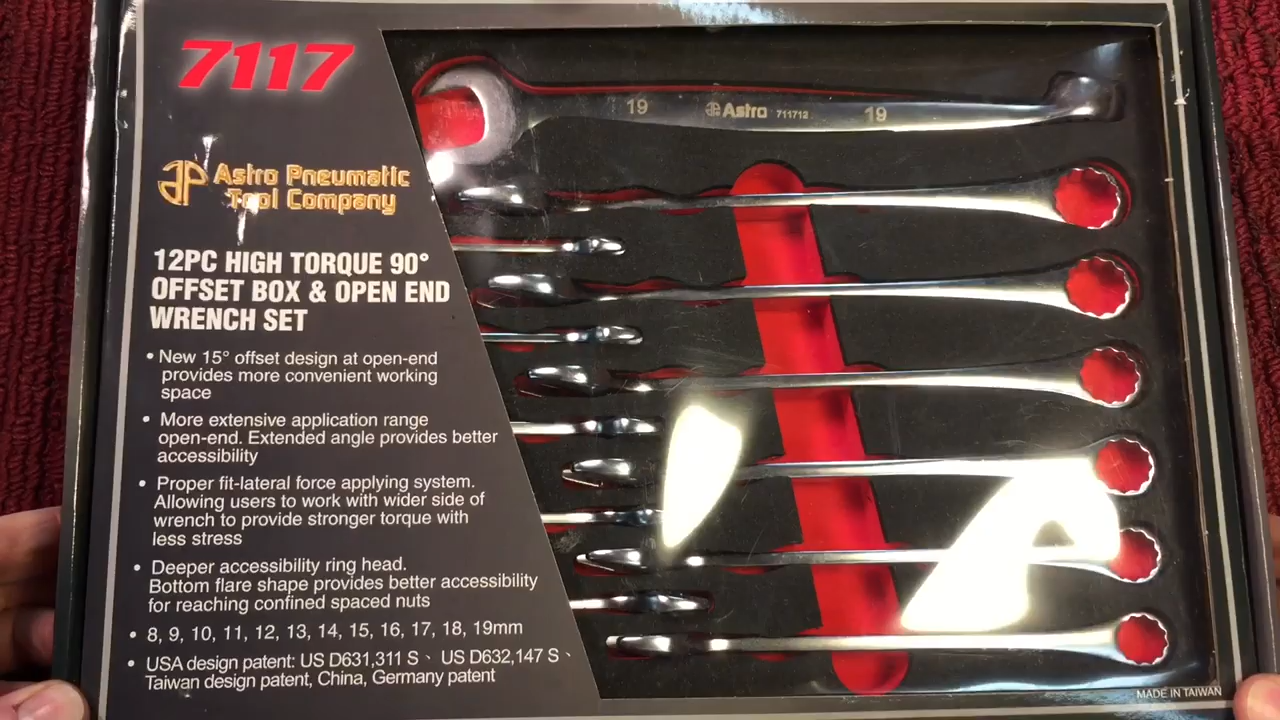 7117
Astro Pneumatic
Tool Company
12PC HIGH TORQUE 90°
OFFSET BOX & OPEN END
WRENCH SET
• New 15° offset design at open-end
provides more convenient working
space
• More extensive application range
open-end. Extended angle provides better
accessibility
• Proper fit-lateral force applying system.
Allowing users to work with wider side of
wrench to provide stronger torque with
less stress
• Deeper accessibility ring head.
Bottom flare shape provides better accessibility
for reaching confined spaced nuts
• 8, 9, 10, 11, 12, 13, 14, 15, 16, 17, 18, 19mm
• USA design patent: US D631,311 S、 US D632,147 S、
Taiwan design patent, China, Germany patent
19 Astro 711712 19
MADE IN TAIWAN